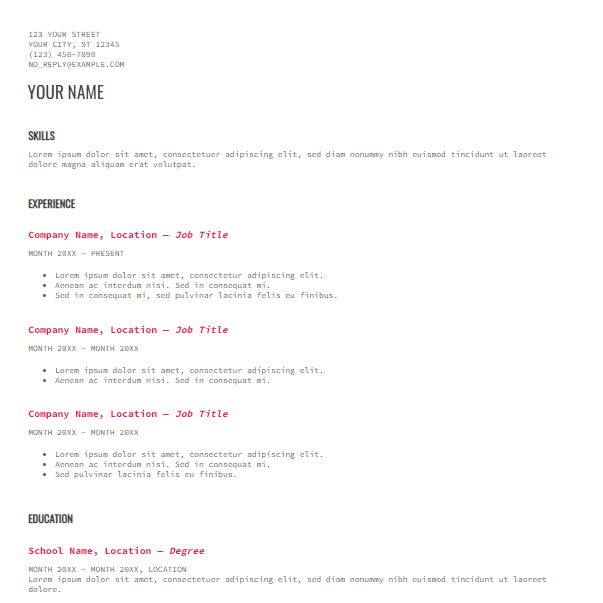 123 YOUR STREET
YOUR CITY, ST 12345
(123) 456-7890
NO_REPLY@EXAMPLE.COM
YOUR NAME
SKILLS
Lorem ipsum dolor sit amet, consectetuer adipiscing elit, sed diam nonummy nibh euismod tincidunt ut laoreet
dolore magna aliquam erat volutpat.
EXPERIENCE
Company Name, Location — Job Title
MONTH 20XX - PRESENT
• Lorem ipsum dolor sit amet, consectetur adipiscing elit.
• Aenean ac interdum nisi. Sed in consequat mi.
• Sed in consequat mi, sed pulvinar lacinia felis eu finibus.
Company Name, Location — Job Title
MONTH 20XX - MONTH 20XX
• Lorem ipsum dolor sit amet, consectetur adipiscing elit.
• Aenean ac interdum nisi. Sed in consequat mi.
Company Name, Location — Job Title
MONTH 20XX - MONTH 20XX
• Lorem ipsum dolor sit amet, consectetur adipiscing elit.
• Aenean ac interdum nisi. Sed in consequat mi.
• Sed pulvinar lacinia felis eu finibus.
EDUCATION
School Name, Location — Degree
MONTH 20XX - MONTH 20XX, LOCATION
Lorem ipsum dolor sit amet, consectetuer adipiscing elit, sed diam nonummy nibh euismod tincidunt ut laoreet
dolore.